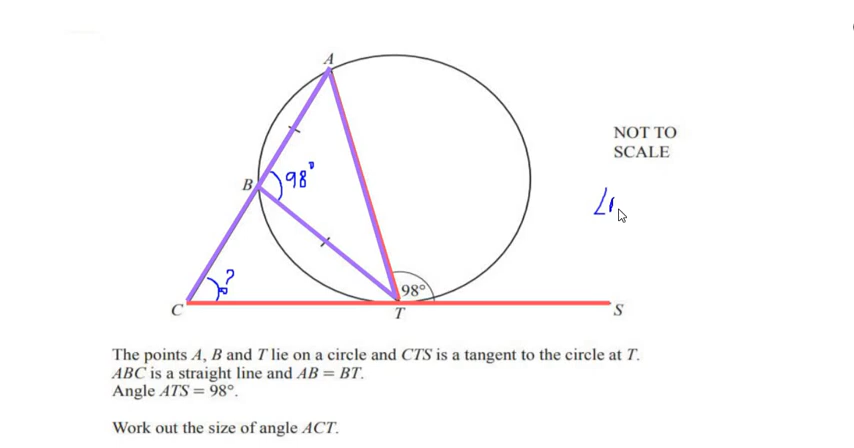 A
NOT TO
SCALE
B
98°
∠
?
98°
C
T
S
The points A, B and T lie on a circle and CTS is a tangent to the circle at T.
ABC is a straight line and AB = BT.
Angle ATS = 98°.
Work out the size of angle ACT.